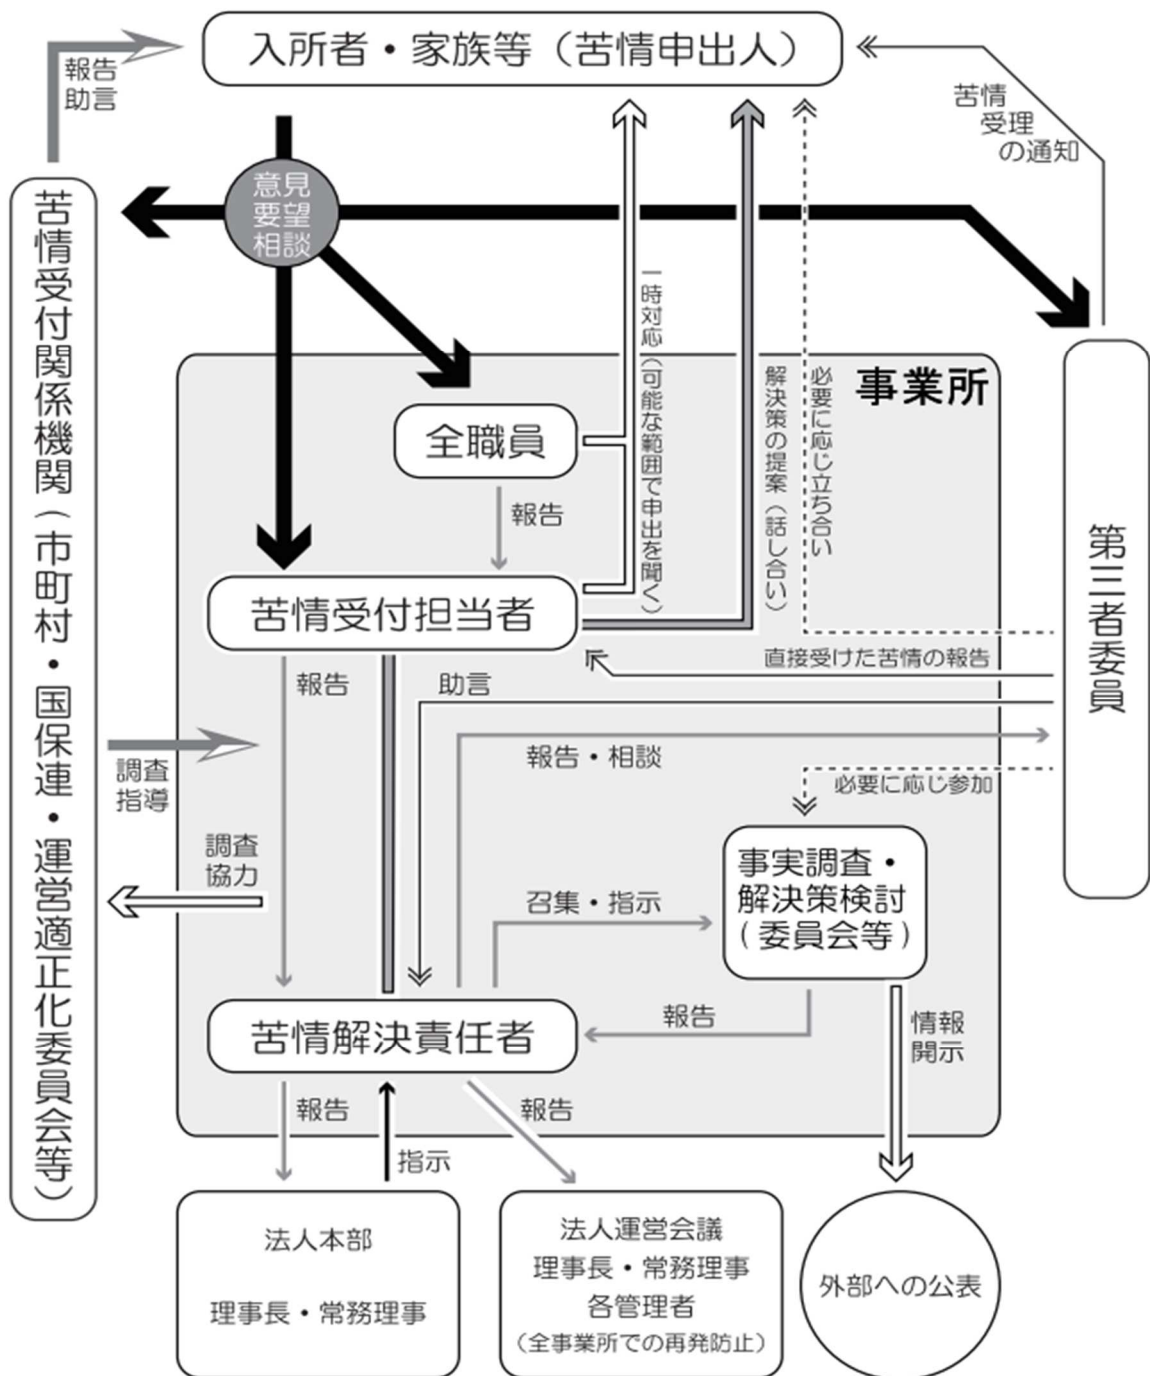 入所者・家族等（苦情申出人）
報告
助言
苦情
受理
の通知
意見
要望
相談
苦情受付関係機関（市町村・国保連・運営適正化委員会等）
事業所
全職員
一時対応（可能な範囲で申出を聞く）
解決策の提案（話し合い）
必要に応じ立ち合い
第三者委員
報告
苦情受付担当者
直接受けた苦情の報告
報告
助言
報告・相談
調査
指導
必要に応じ参加
調査
協力
事実調査・
解決策検討
（委員会等）
召集・指示
報告
情報
開示
苦情解決責任者
報告
報告
指示
法人本部
理事長・常務理事
法人運営会議
理事長・常務理事
各管理者
（全事業所での再発防止）
外部への公表